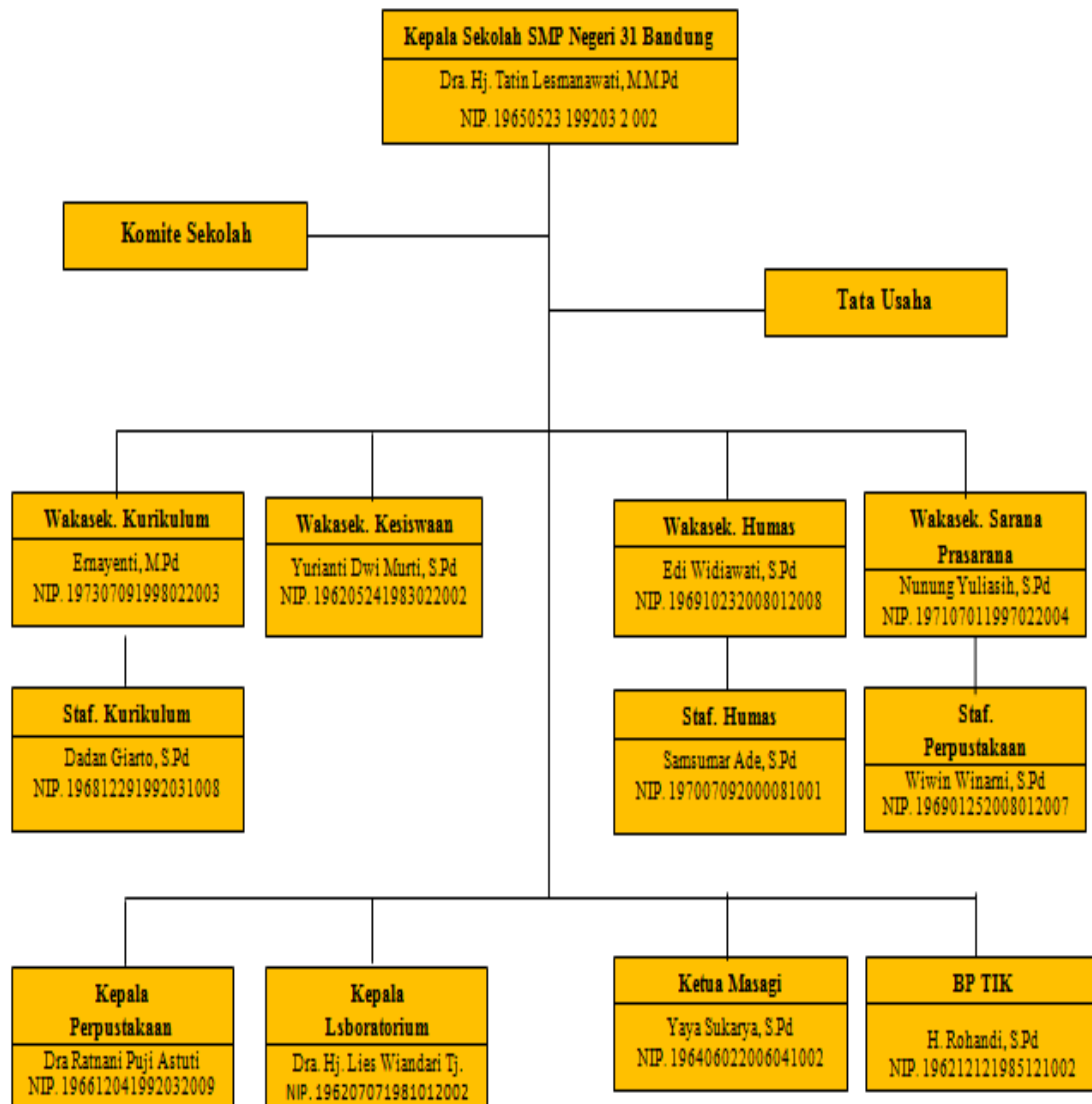 Kepala Sekolah SMP Negeri 31 Bandung
Dra. Hj. Tatin Lesmanawati, M.M.Pd
NIP. 19650523 199203 2 002
Komite Sekolah
Tata Usaha
Wakasek. Kurikulum
Ernayenti, M.Pd
NIP. 197307091998022003
Wakasek. Kesiswaan
Yurianti Dwi Murti, S.Pd
NIP. 196205241983022002
Wakasek. Humas
Edi Widiawati, S.Pd
NIP. 196910232008012008
Wakasek. Sarana
Prasarana
Nunung Yuliasih, S.Pd
NIP. 197107011997022004
Staf. Kurikulum
Dadan Giarto, S.Pd
NIP. 196812291992031008
Staf. Humas
Samsumar Ade, S.Pd
NIP. 197007092000081001
Staf.
Perpustakaan
Wiwin Winarni, S.Pd
NIP. 196901252008012007
Kepala
Perpustakaan
Dra Ratnani Puji Astuti
NIP. 196612041992032009
Kepala
Lsboratorium
Dra. Hj. Lies Wiandari Tj.
NIP. 196207071981012002
Ketua Masagi
Yaya Sukarya, S.Pd
NIP. 196406022006041002
BP TIK
H. Rohandi, S.Pd
NIP. 196212121985121002